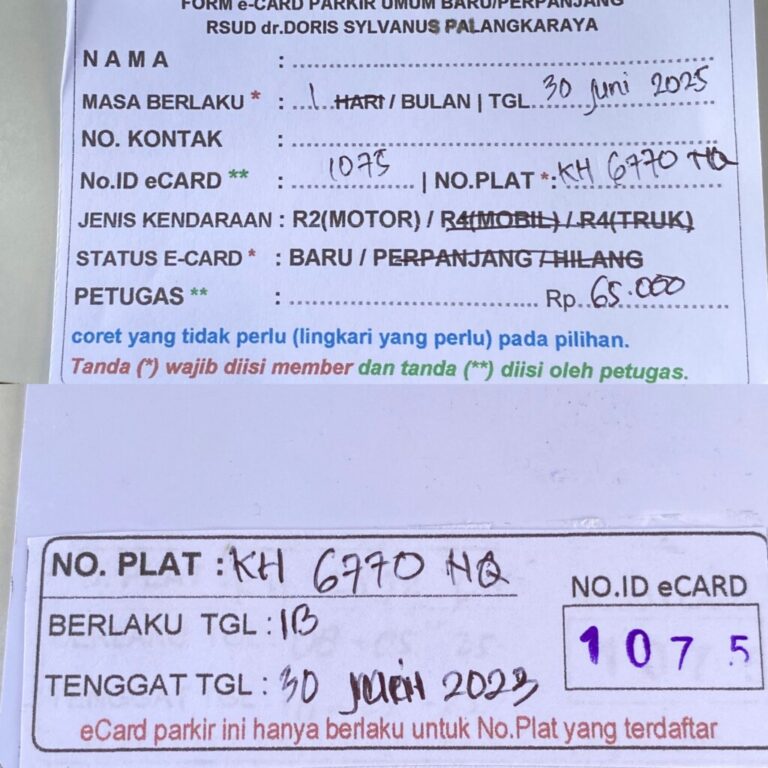 FORM e-CARD PARKIR UMUM BARU/PERPANJANG
RSUD dr.DORIS SYLVANUS PALANGKARAYA
NAMA :
MASA BERLAKU * : 1 HARI / BULAN | TGL. 30 Juni 2025
NO. KONTAK :
No.ID eCARD ** : 1075 | NO.PLAT *: KH 6770 HQ
JENIS KENDARAAN : R2(MOTOR) / R4(MOBIL) / R4(TRUK)
STATUS E-CARD * : BARU / PERPANJANG / HILANG
PETUGAS ** : Rp. 65.000
coret yang tidak perlu (lingkari yang perlu) pada pilihan.
Tanda (*) wajib diisi member dan tanda (**) diisi oleh petugas.
NO. PLAT : KH 6770 HQ
NO.ID eCARD
BERLAKU TGL : 1B
1075
TENGGAT TGL : 30 2023
eCard parkir ini hanya berlaku untuk No.Plat yang terdaftar